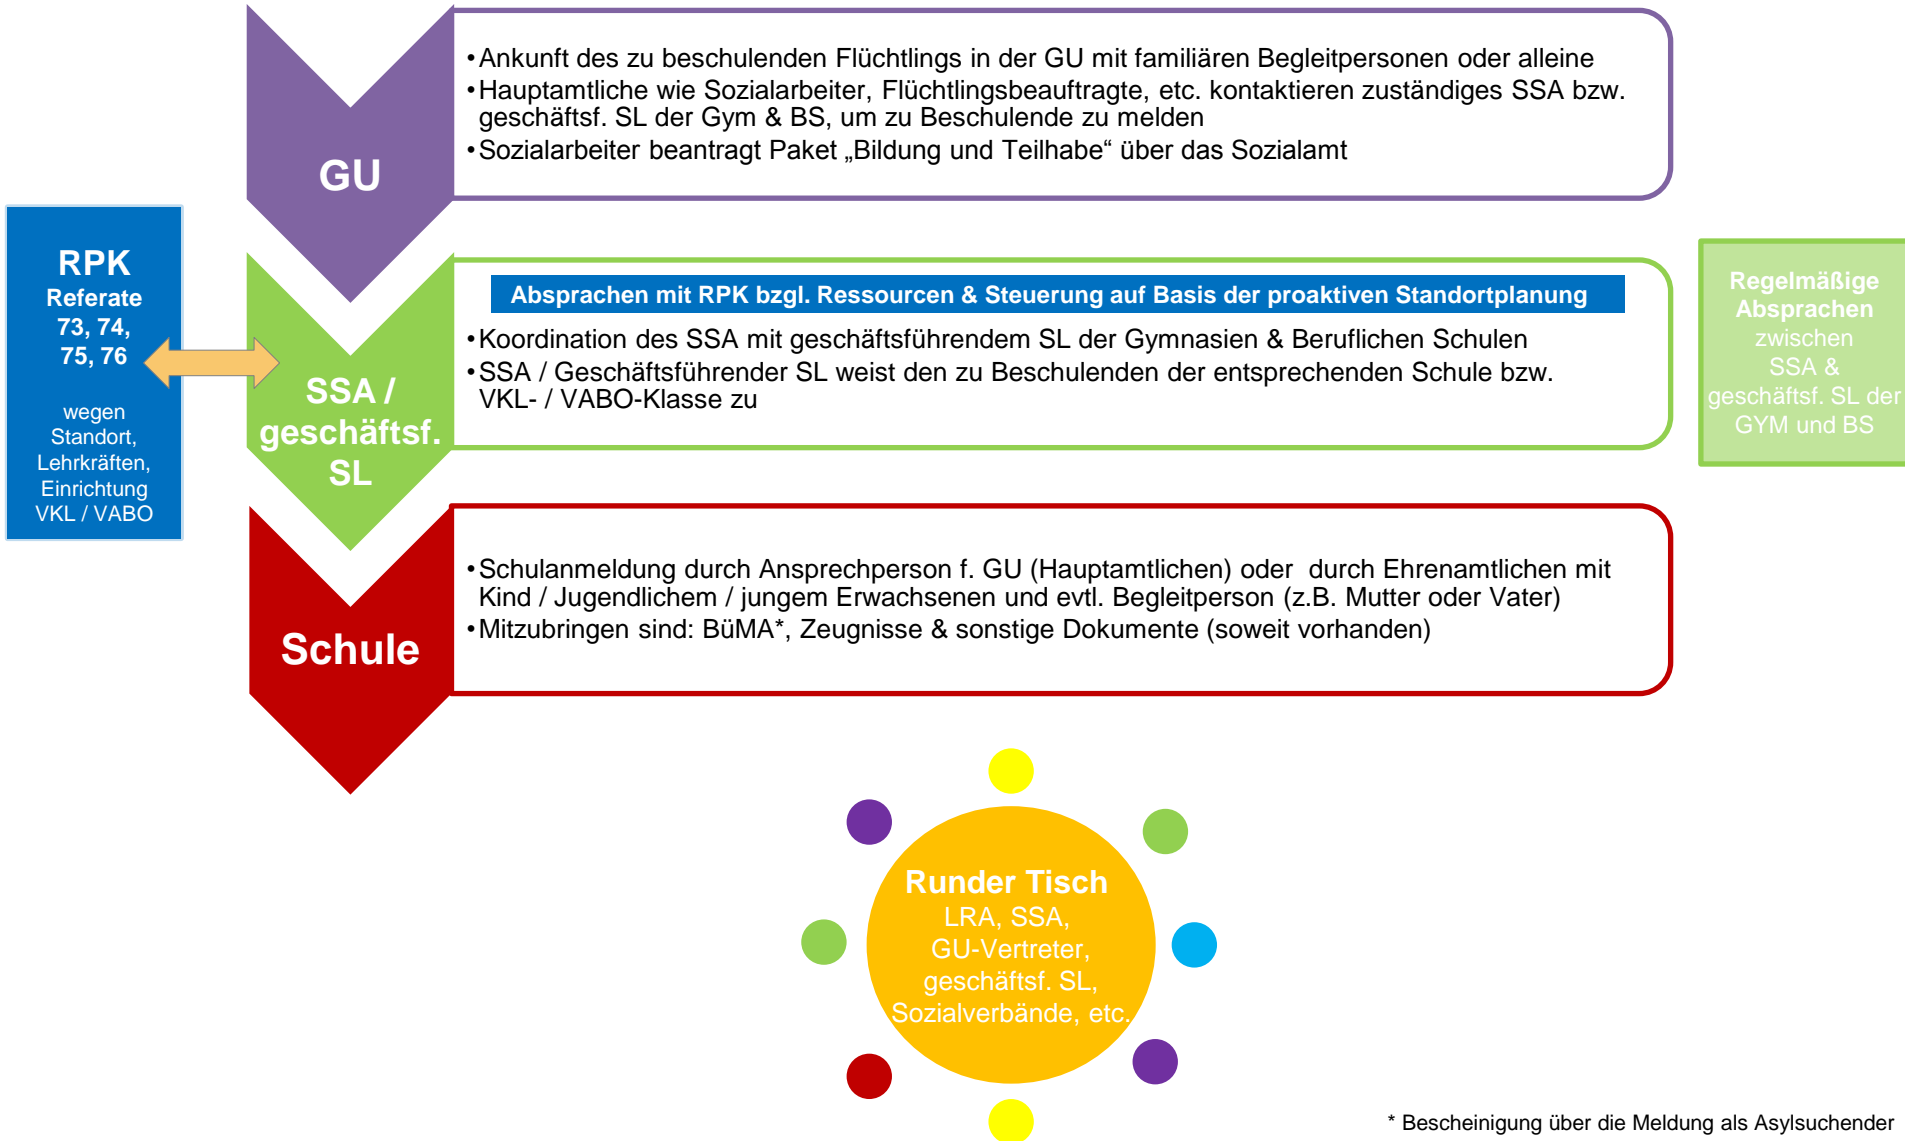 GU
•Ankunft des zu beschulenden Flüchtlings in der GU mit familiären Begleitpersonen oder alleine
•Hauptamtliche wie Sozialarbeiter, Flüchtlingsbeauftragte, etc. kontaktieren zuständiges SSA bzw.
geschäftsf. SL der Gym & BS, um zu Beschulende zu melden
•Sozialarbeiter beantragt Paket „Bildung und Teilhabe“ über das Sozialamt
RPK
Referate
73, 74,
75, 76
wegen
Standort,
Lehrkräften,
Einrichtung
VKL / VABO
SSA /
geschäftsf.
SL
Absprachen mit RPK bzgl. Ressourcen & Steuerung auf Basis der proaktiven Standortplanung
•Koordination des SSA mit geschäftsführendem SL der Gymnasien & Beruflichen Schulen
•SSA / Geschäftsführender SL weist den zu Beschulenden der entsprechenden Schule bzw.
VKL- / VABO-Klasse zu
Regelmäßige
Absprachen
zwischen
SSA &
geschäftsf. SL der
GYM und BS
Schule
•Schulanmeldung durch Ansprechperson f. GU (Hauptamtlichen) oder durch Ehrenamtlichen mit
Kind / Jugendlichem / jungem Erwachsenen und evtl. Begleitperson (z.B. Mutter oder Vater)
•Mitzubringen sind: BüMA*, Zeugnisse & sonstige Dokumente (soweit vorhanden)
Runder Tisch
LRA, SSA,
GU-Vertreter,
geschäftsf. SL,
Sozialverbände, etc.
* Bescheinigung über die Meldung als Asylsuchender